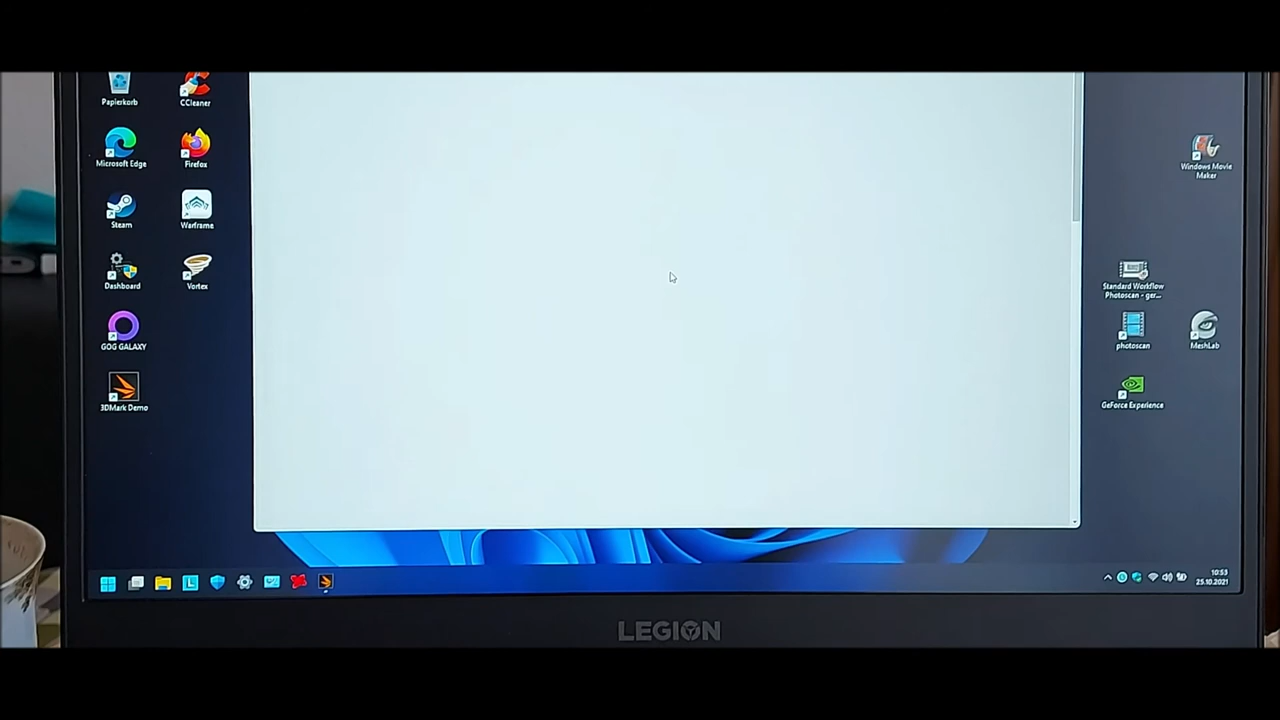 Papierkorb
CCleaner
Microsoft Edge
Firefox
Windows Movie
Maker
Steam
Warframe
Dashboard
Vortex
Standard Workflow
Photoscan - ger...
GOG GALAXY
photoscan
MeshLab
3DMark Demo
GeForce Experience
L
10:53
25.10.2021
LEGION